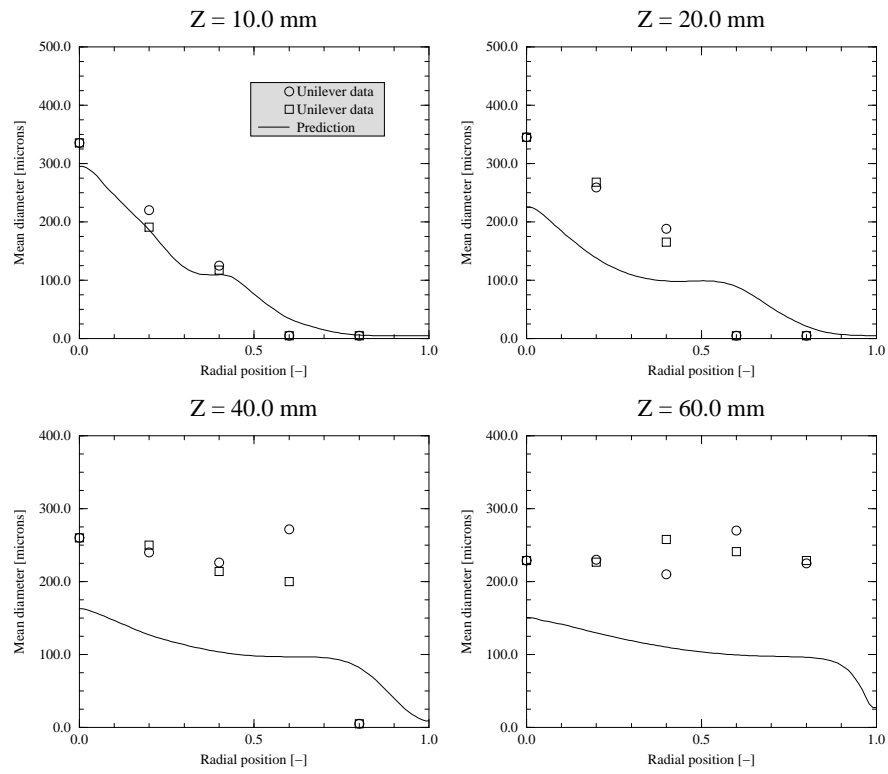 Z = 10.0 mm
500.0
400.0
300.0
200.0
100.0
0.0
Mean diameter [microns]
Unilever data
Unilever data
Prediction
0.0
0.5
1.0
Radial position [−]
Z = 20.0 mm
500.0
400.0
300.0
200.0
100.0
0.0
Mean diameter [microns]
0.0
0.5
1.0
Radial position [−]
Z = 40.0 mm
400.0
300.0
200.0
100.0
0.0
Mean diameter [microns]
0.0
0.5
1.0
Radial position [−]
Z = 60.0 mm
400.0
300.0
200.0
100.0
0.0
Mean diameter [microns]
0.0
0.5
1.0
Radial position [−]